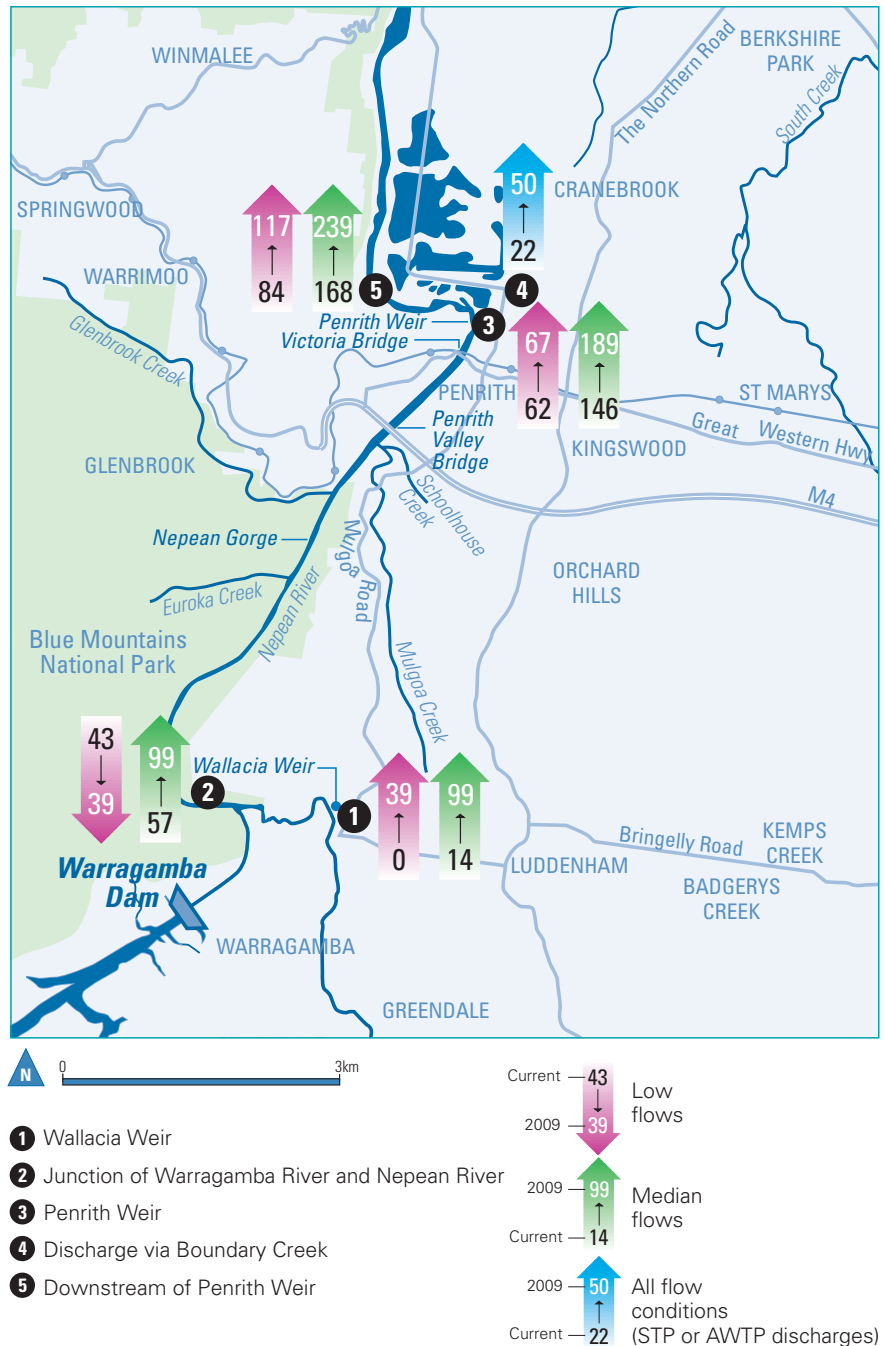 WINMALEE
BERKSHIRE
PARK
The Northern Road
South Creek
50
22
CRANEBROOK
SPRINGWOOD
117
84
239
168
WARRIMOO
5
4
3
Penrith Weir
Victoria Bridge
Glenbrook Creek
67
62
189
146
PENRITH
ST MARYS
Penrith
Valley
Bridge
KINGSWOOD
Great Western Hwy
GLENBROOK
Schoolhouse
Creek
M4
Nepean Gorge
Mulgoa Road
ORCHARD
HILLS
Euroka Creek
Nepean River
Blue Mountains
National Park
Mulgoa Creek
43
39
99
57
Wallacia Weir
2
1
39
0
99
14
Bringelly Road
KEMPS
CREEK
LUDDENHAM
BADGERYS
CREEK
Warragamba
Dam
WARRAGAMBA
GREENDALE
N
0
3km
1 Wallacia Weir
2 Junction of Warragamba River and Nepean River
3 Penrith Weir
4 Discharge via Boundary Creek
5 Downstream of Penrith Weir
Current 43
2009 39
Low
flows
2009 99
Current 14
Median
flows
2009 50
Current 22
All flow
conditions
(STP or AWTP discharges)